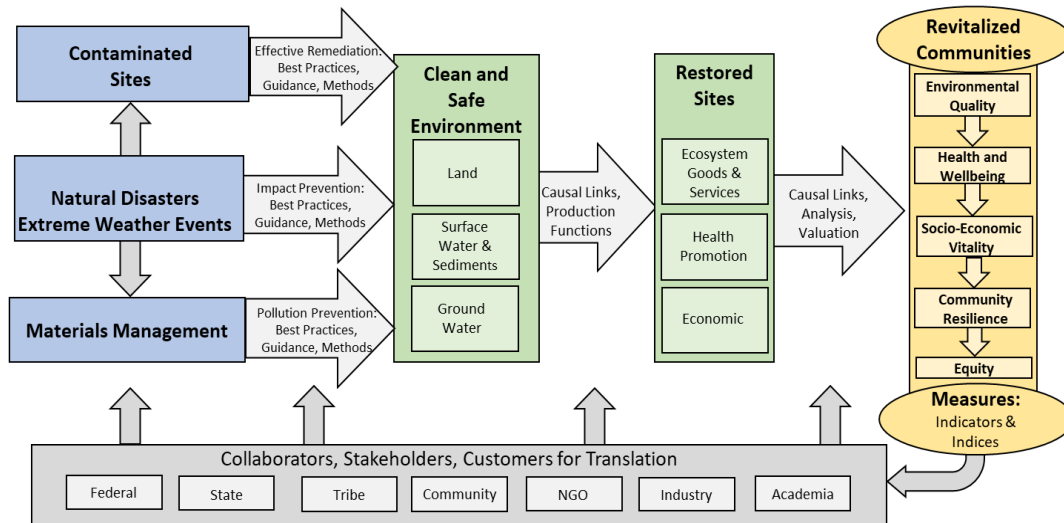 Contaminated
Sites
Effective Remediation:
Best Practices,
Guidance, Methods
Natural Disasters
Extreme Weather Events
Impact Prevention:
Best Practices,
Guidance, Methods
Materials Management
Pollution Prevention:
Best Practices,
Guidance, Methods
Clean and
Safe
Environment
Land
Surface
Water &
Sediments
Ground
Water
Causal Links,
Production
Functions
Restored
Sites
Ecosystem
Goods &
Services
Health
Promotion
Economic
Causal Links,
Analysis,
Valuation
Revitalized
Communities
Environmental
Quality
Health and
Wellbeing
Socio-Economic
Vitality
Community
Resilience
Equity
Measures:
Indicators &
Indices
Collaborators, Stakeholders, Customers for Translation
Federal
State
Tribe
Community
NGO
Industry
Academia